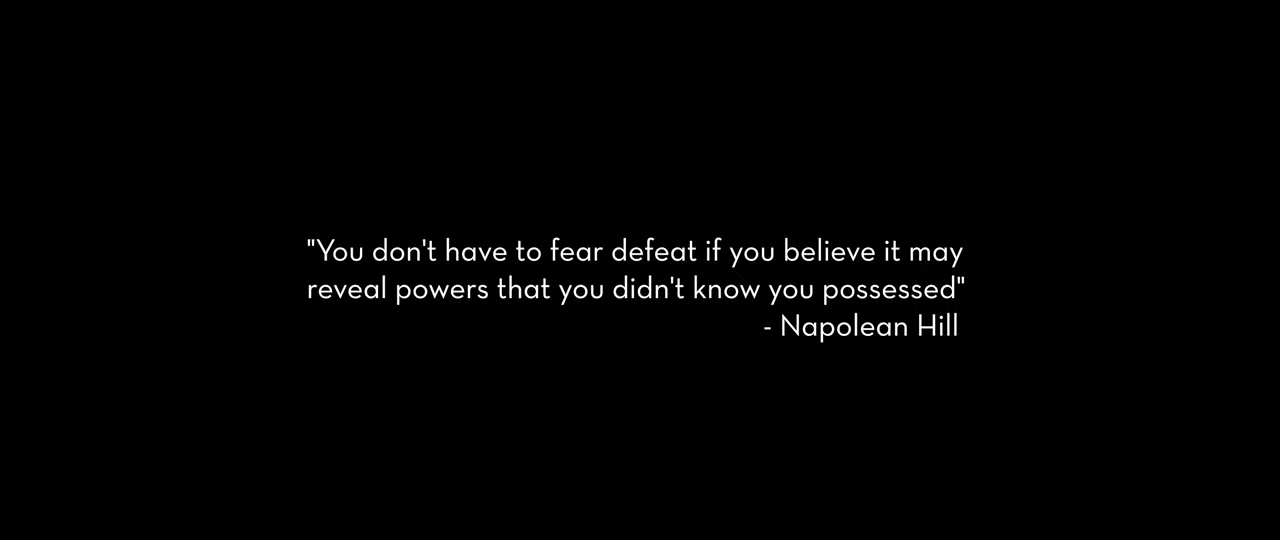 "You don't have to fear defeat if you believe it may
reveal powers that you didn't know you possessed"
- Napolean Hill